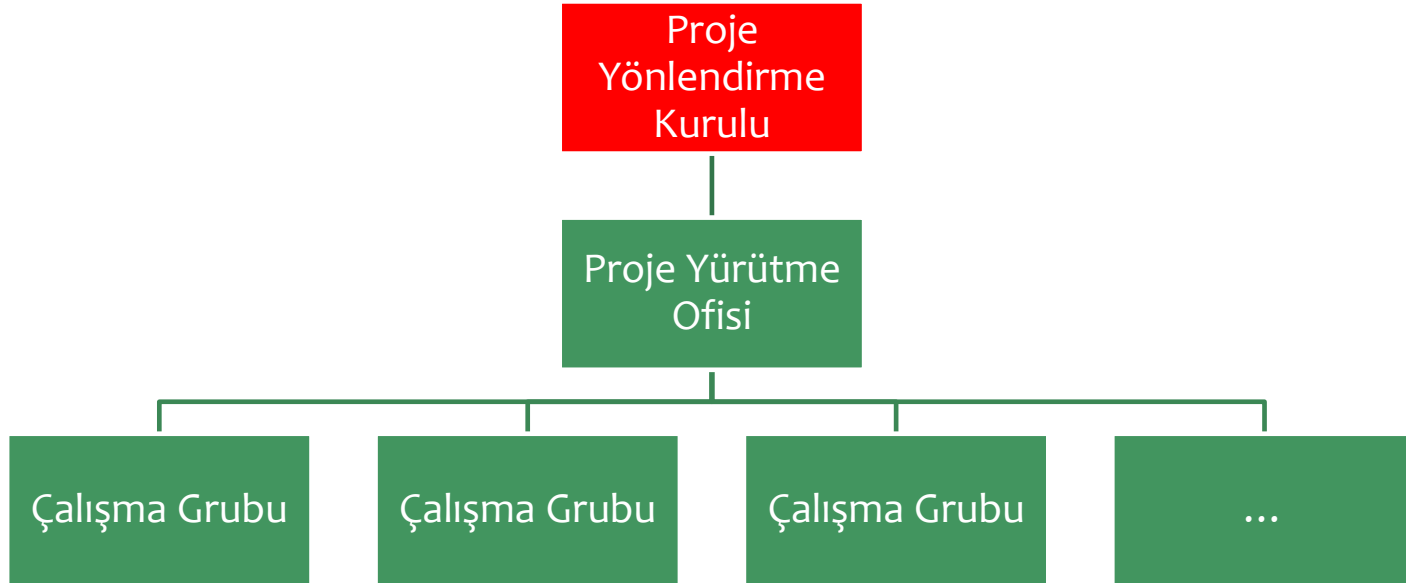 Proje
Yönlendirme
Kurulu
Proje Yürütme
Ofisi
Çalışma Grubu
Çalışma Grubu
Çalışma Grubu
...